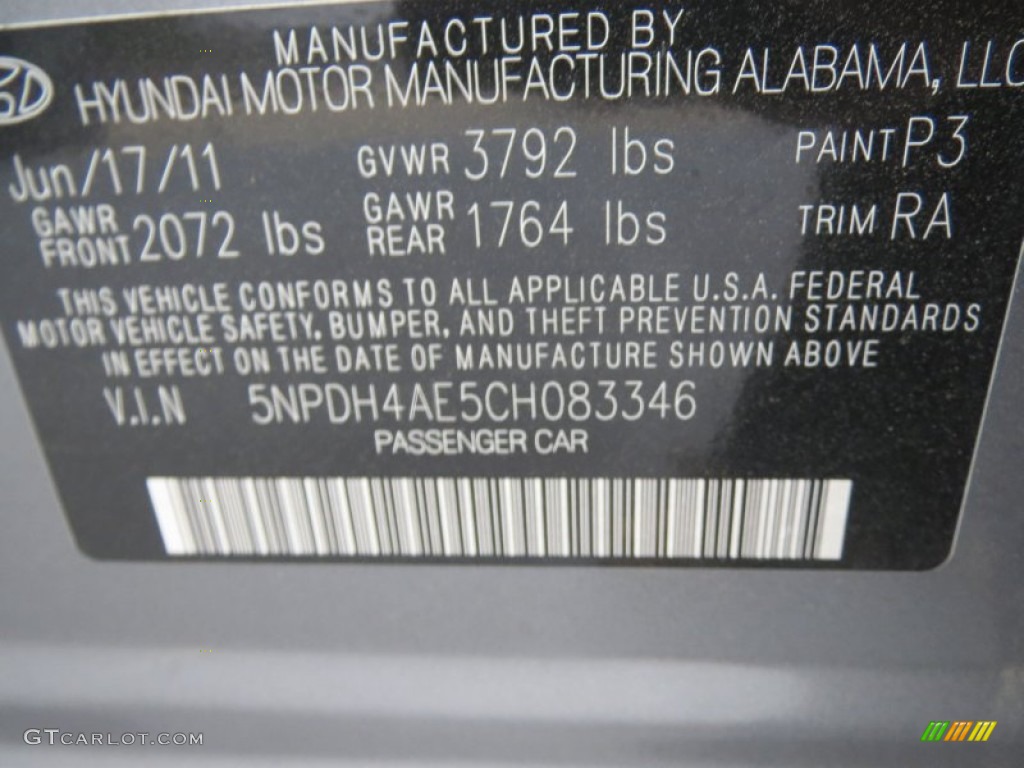 MANUFACTURED BY
HYUNDAI MOTOR MANUFACTURING ALABAMA, LLC
Jun/17/11 GVWR 3792 lbs PAINT P3
GAWR FRONT 2072 lbs GAWR REAR 1764 lbs TRIM RA
THIS VEHICLE CONFORMS TO ALL APPLICABLE U.S.A. FEDERAL
MOTOR VEHICLE SAFETY, BUMPER, AND THEFT PREVENTION STANDARDS
IN EFFECT ON THE DATE OF MANUFACTURE SHOWN ABOVE
V.I.N 5NPDH4AE5CH083346
PASSENGER CAR
GTCARLOT.COM